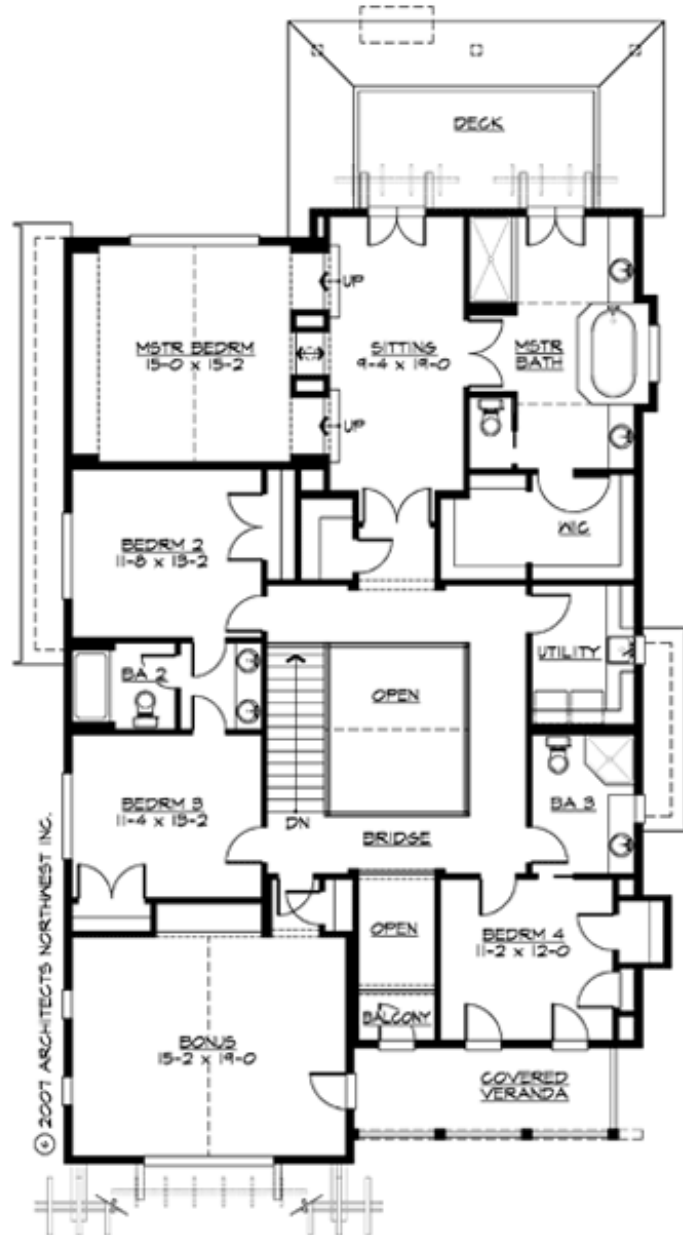 DECK
UP
MSTR BEDRM
15-0 x 15-2
SITTING
9-4 x 19-0
MSTR
BATH
UP
BEDRM 2
11-8 x 13-2
WIC
BA 2
OPEN
UTILITY
BEDRM 3
11-4 x 13-2
DN
BRIDGE
BA 3
OPEN
BEDRM 4
11-2 x 12-0
BALCONY
BONUS
15-2 x 19-0
COVERED
VERANDA
© 2007 ARCHITECTS NORTHWEST INC.